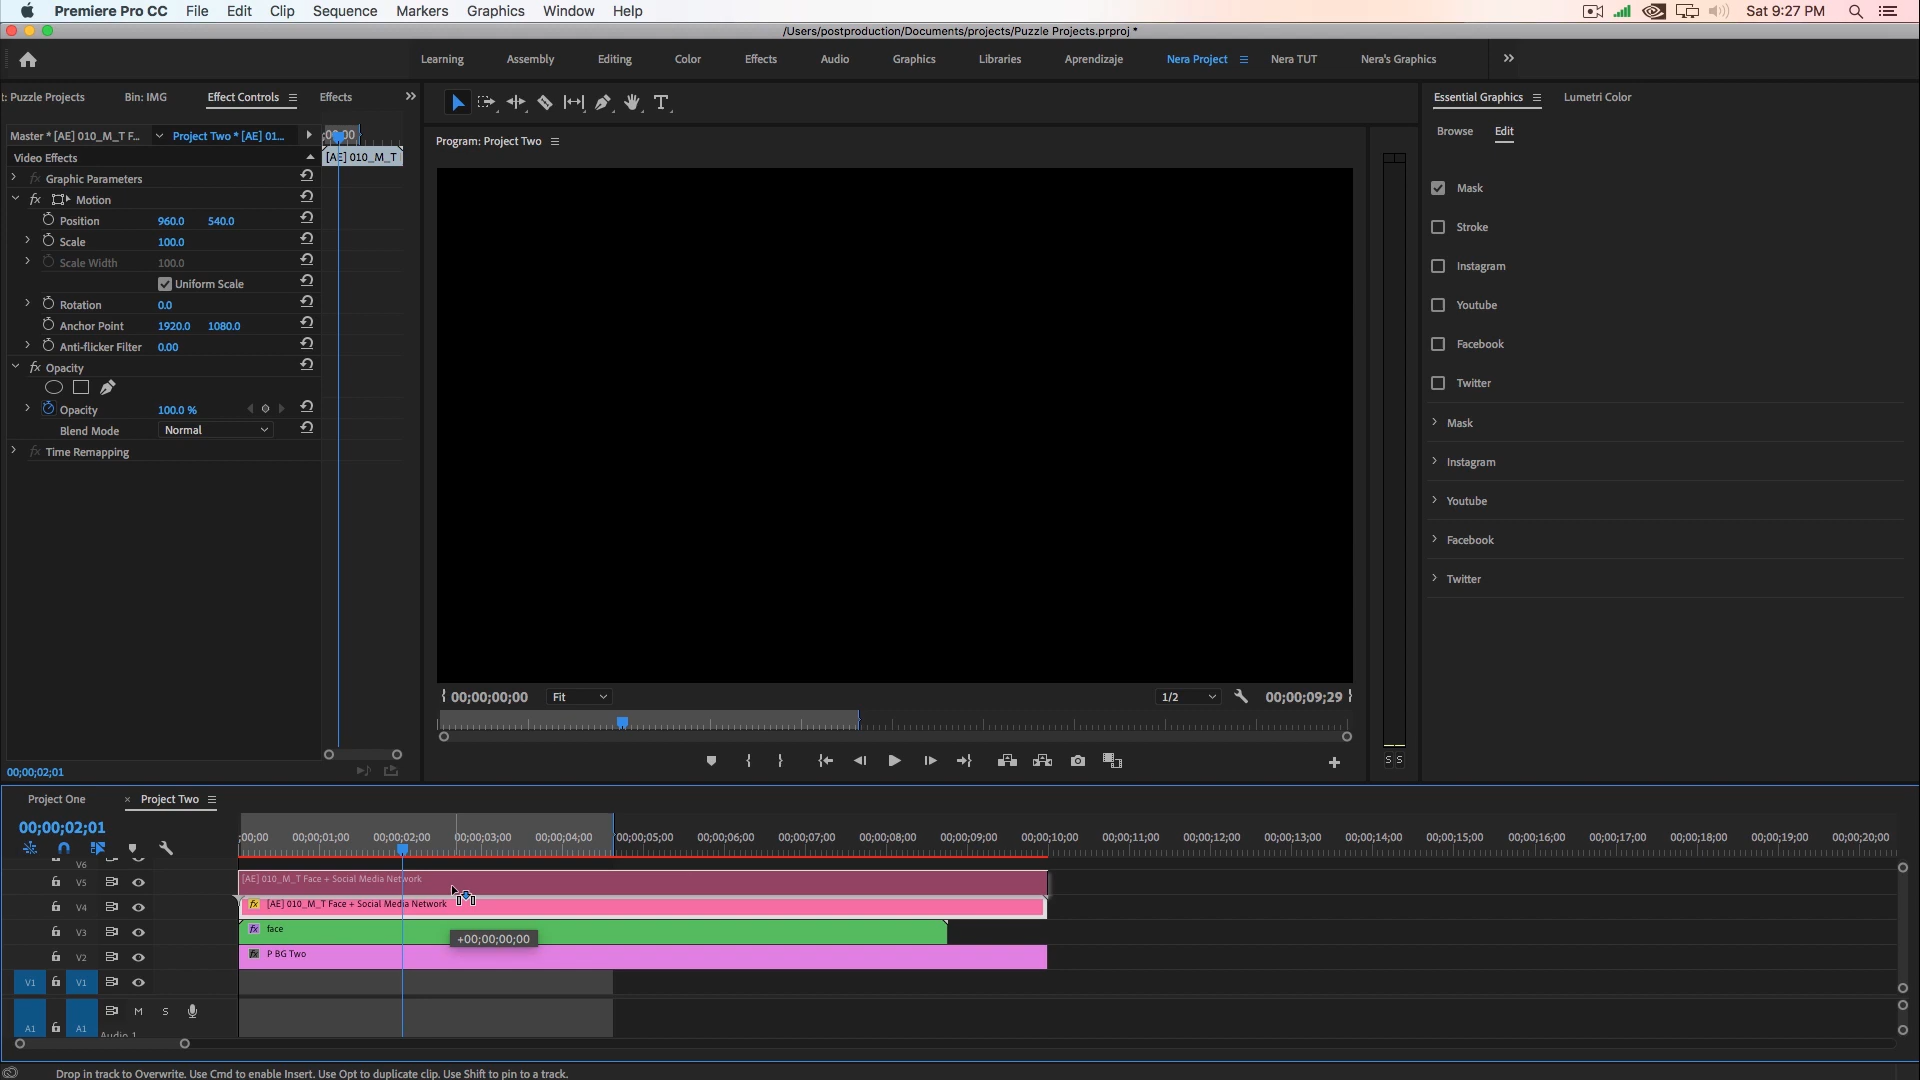 Premiere Pro CC File Edit Clip Sequence Markers Graphics Window Help Sat 9:27 PM
/Users/postproduction/Documents/projects/Puzzle Projects.prproj *
Learning Assembly Editing Color Effects Audio Graphics Libraries Aprendizaje Nera Project Nera TUT Nera's Graphics
t: Puzzle Projects Bin: IMG Effect Controls Effects
Essential Graphics Lumetri Color
Browse Edit
Master * [AE] 010_M_T F... Project Two * [AE] 01...
Program: Project Two
Video Effects [AE] 010_M_T
fx Graphic Parameters
fx Motion
Position 960.0 540.0
Scale 100.0
Scale Width 100.0
Uniform Scale
Rotation 0.0
Anchor Point 1920.0 1080.0
Anti-flicker Filter 0.00
fx Opacity
Opacity 100.0 %
Blend Mode Normal
fx Time Remapping
Mask
Stroke
Instagram
Youtube
Facebook
Twitter
Mask
Instagram
Youtube
Facebook
Twitter
00;00;00;00 Fit 1/2 00;00;09;29
00;00;02;01
S S
Project One × Project Two
00;00;02;01
;00;00 00;00;01;00 00;00;02;00 00;00;03;00 00;00;04;00 00;00;05;00 00;00;06;00 00;00;07;00 00;00;08;00 00;00;09;00 00;00;10;00 00;00;11;00 00;00;12;00 00;00;13;00 00;00;14;00 00;00;15;00 00;00;16;00 00;00;17;00 00;00;18;00 00;00;19;00 00;00;20;00
V6
V5 [AE] 010_M_T Face + Social Media Network
V4 fx [AE] 010_M_T Face + Social Media Network
V3 fx face
+00;00;00;00
V2 fx P BG Two
V1 V1
M S
A1 A1 Audio 1
Drop in track to Overwrite. Use Cmd to enable Insert. Use Opt to duplicate clip. Use Shift to pin to a track.